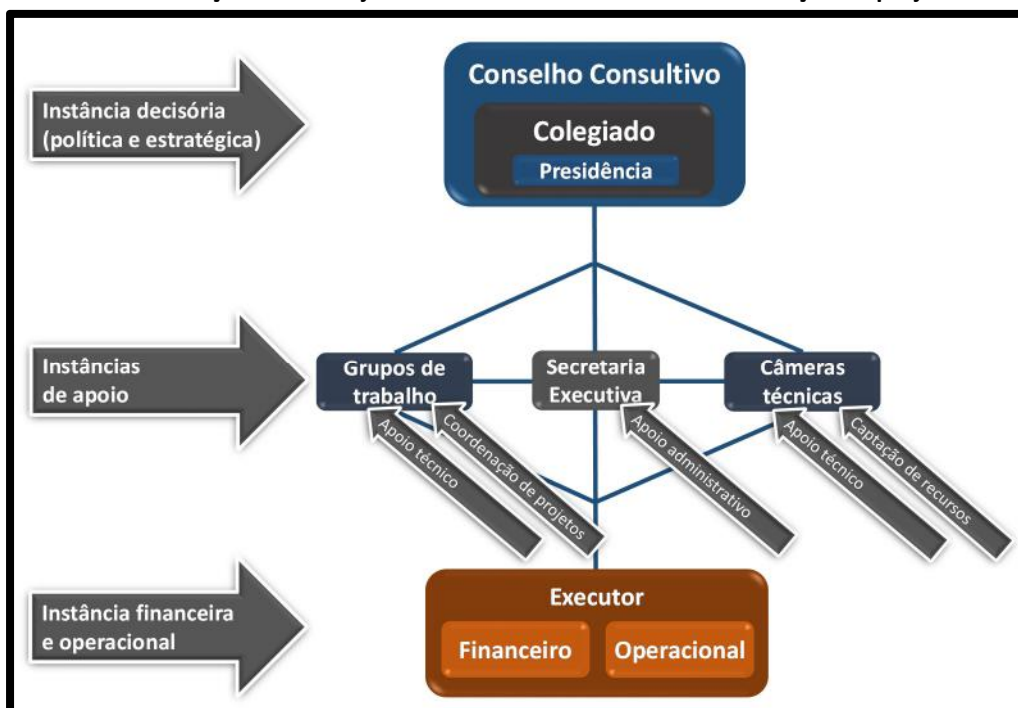 Conselho Consultivo
Colegiado
Presidência
Instância decisória
(política e estratégica)
Instâncias
de apoio
Grupos de
trabalho
Secretaria
Executiva
Câmeras
técnicas
Apoio técnico
Coordenação de projetos
Apoio administrativo
Apoio técnico
Captação de recursos
Instância financeira
e operacional
Executor
Financeiro
Operacional